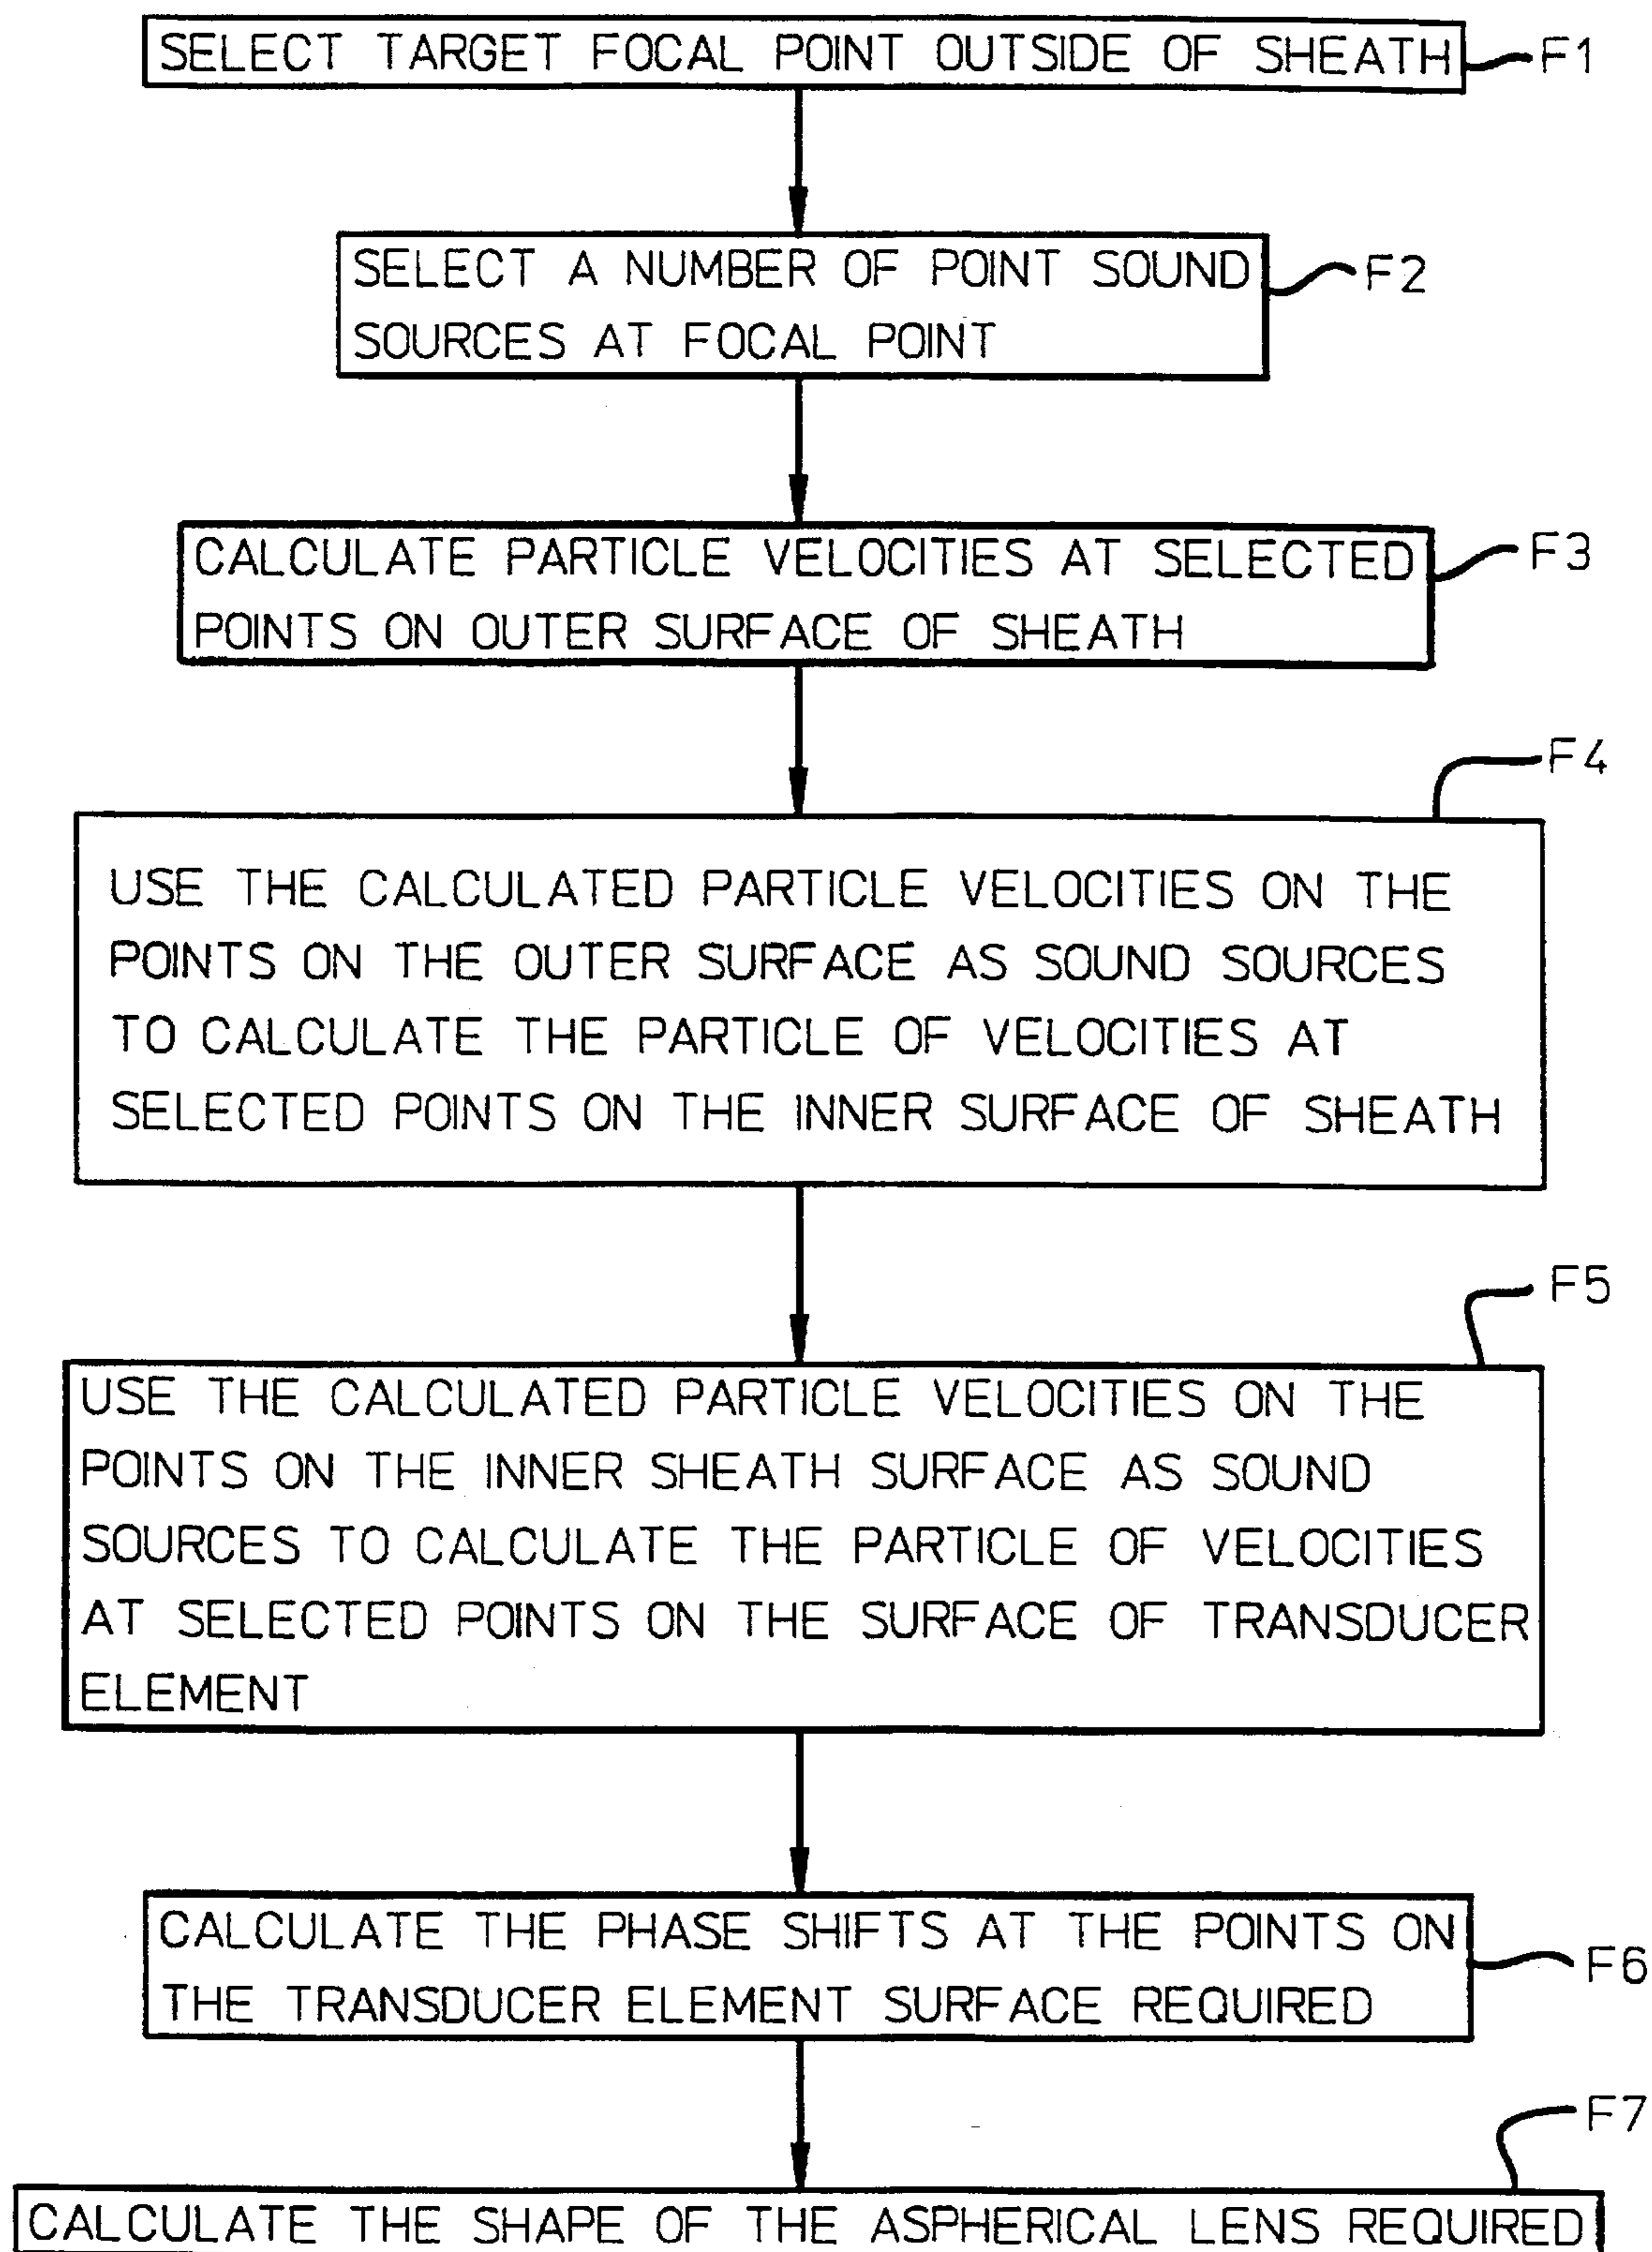 SELECT TARGET FOCAL POINT OUTSIDE OF SHEATH
F1
SELECT A NUMBER OF POINT SOUND
SOURCES AT FOCAL POINT
F2
CALCULATE PARTICLE VELOCITIES AT SELECTED
POINTS ON OUTER SURFACE OF SHEATH
F3
F4
USE THE CALCULATED PARTICLE VELOCITIES ON THE
POINTS ON THE OUTER SURFACE AS SOUND SOURCES
TO CALCULATE THE PARTICLE OF VELOCITIES AT
SELECTED POINTS ON THE INNER SURFACE OF SHEATH
F5
USE THE CALCULATED PARTICLE VELOCITIES ON THE
POINTS ON THE INNER SHEATH SURFACE AS SOUND
SOURCES TO CALCULATE THE PARTICLE OF VELOCITIES
AT SELECTED POINTS ON THE SURFACE OF TRANSDUCER
ELEMENT
CALCULATE THE PHASE SHIFTS AT THE POINTS ON
THE TRANSDUCER ELEMENT SURFACE REQUIRED
F6
F7
CALCULATE THE SHAPE OF THE ASPHERICAL LENS REQUIRED